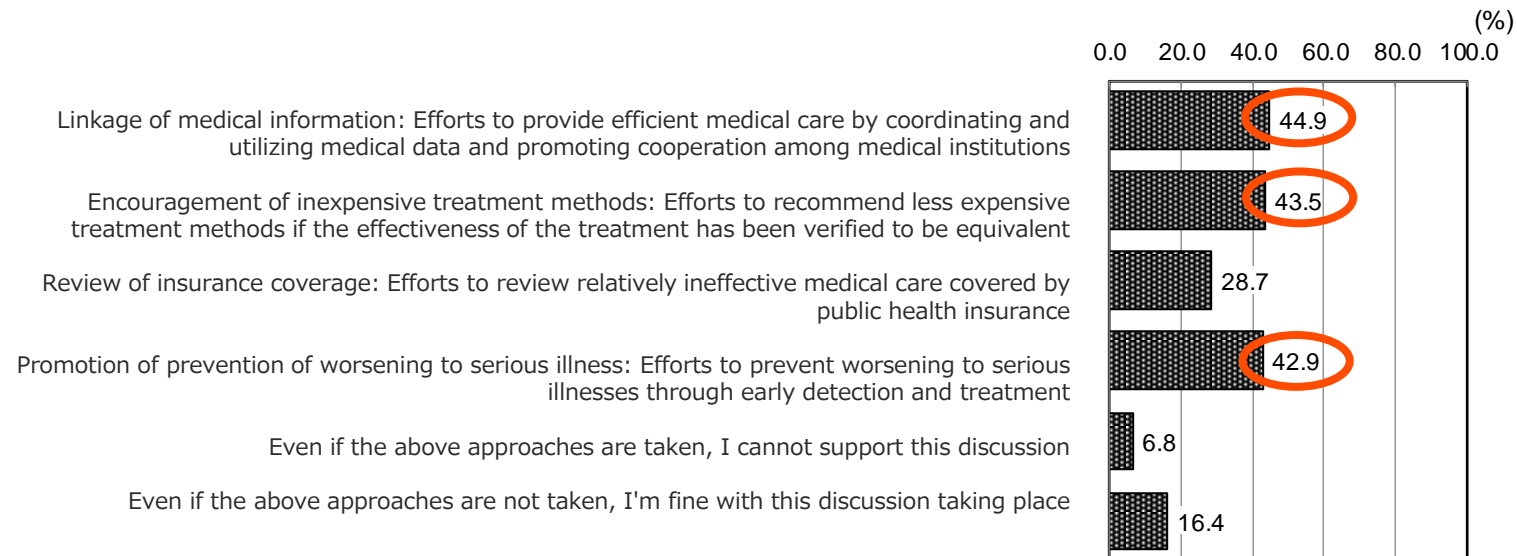 (%)
0.0 20.0 40.0 60.0 80.0 100.0
Linkage of medical information: Efforts to provide efficient medical care by coordinating and
utilizing medical data and promoting cooperation among medical institutions
44.9
Encouragement of inexpensive treatment methods: Efforts to recommend less expensive
treatment methods if the effectiveness of the treatment has been verified to be equivalent
43.5
Review of insurance coverage: Efforts to review relatively ineffective medical care covered by
public health insurance
28.7
Promotion of prevention of worsening to serious illness: Efforts to prevent worsening to serious
illnesses through early detection and treatment
42.9
Even if the above approaches are taken, I cannot support this discussion
6.8
Even if the above approaches are not taken, I'm fine with this discussion taking place
16.4